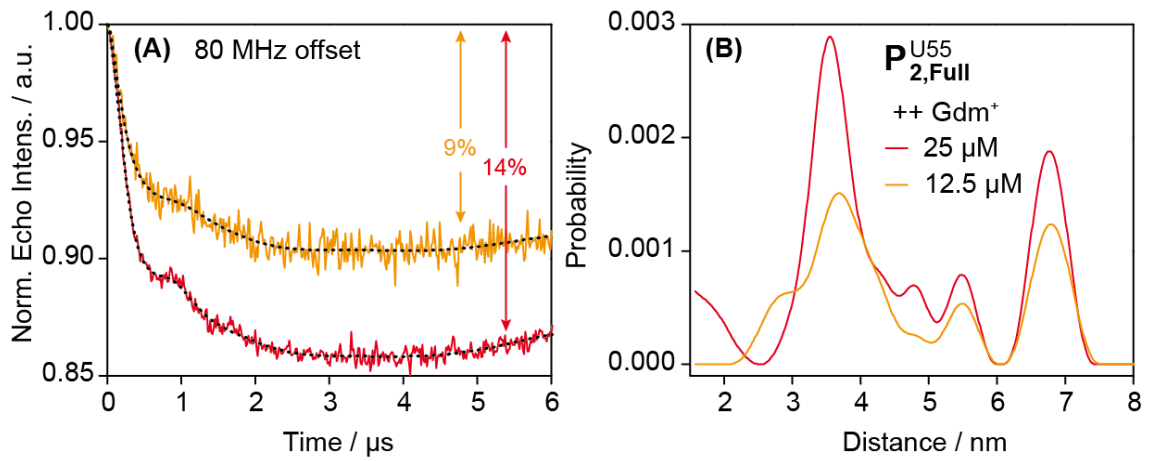 (A) 80 MHz offset
1.00
0.95
0.90
0.85
Norm. Echo Intens. / a.u.
9%
14%
0 1 2 3 4 5 6
Time / µs
(B)
P2,Full U55
++ Gdm+
25 µM
12.5 µM
0.003
0.002
0.001
0.000
Probability
2 3 4 5 6 7 8
Distance / nm